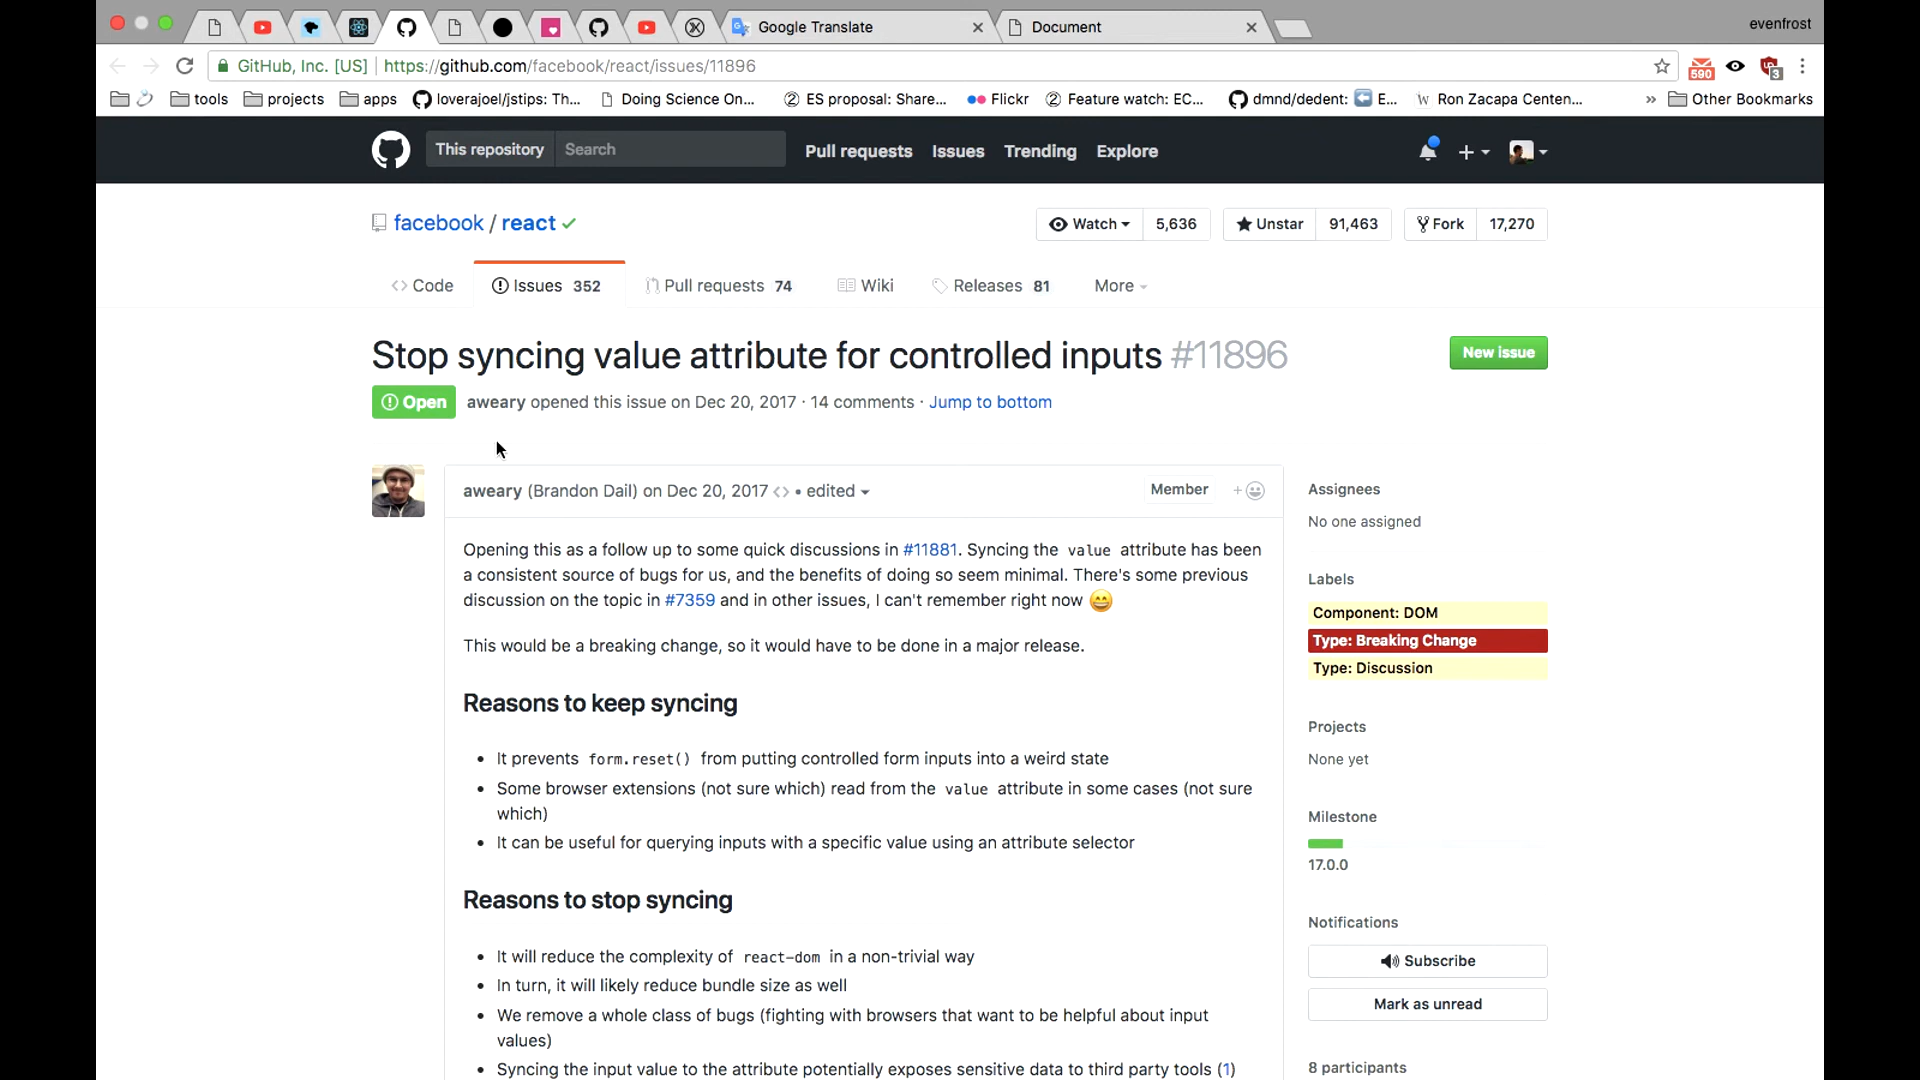 Google Translate
Document
evenfrost
GitHub, Inc. [US] | https://github.com/facebook/react/issues/11896
590
3
tools
projects
apps
loverajoel/jstips: Th...
Doing Science On...
ES proposal: Share...
Flickr
Feature watch: EC...
dmnd/dedent: ⬅️ E...
Ron Zacapa Centen...
» Other Bookmarks
This repository Search
Pull requests Issues Trending Explore
facebook / react
Watch 5,636 Unstar 91,463 Fork 17,270
Code Issues 352 Pull requests 74 Wiki Releases 81 More
Stop syncing value attribute for controlled inputs #11896
New issue
Open aweary opened this issue on Dec 20, 2017 · 14 comments · Jump to bottom
aweary (Brandon Dail) on Dec 20, 2017 <> • edited
Member
Opening this as a follow up to some quick discussions in #11881. Syncing the value attribute has been
a consistent source of bugs for us, and the benefits of doing so seem minimal. There's some previous
discussion on the topic in #7359 and in other issues, I can't remember right now 😄
This would be a breaking change, so it would have to be done in a major release.
Reasons to keep syncing
• It prevents form.reset() from putting controlled form inputs into a weird state
• Some browser extensions (not sure which) read from the value attribute in some cases (not sure
which)
• It can be useful for querying inputs with a specific value using an attribute selector
Reasons to stop syncing
• It will reduce the complexity of react-dom in a non-trivial way
• In turn, it will likely reduce bundle size as well
• We remove a whole class of bugs (fighting with browsers that want to be helpful about input
values)
• Syncing the input value to the attribute potentially exposes sensitive data to third party tools (1)
Assignees
No one assigned
Labels
Component: DOM
Type: Breaking Change
Type: Discussion
Projects
None yet
Milestone
17.0.0
Notifications
Subscribe
Mark as unread
8 participants